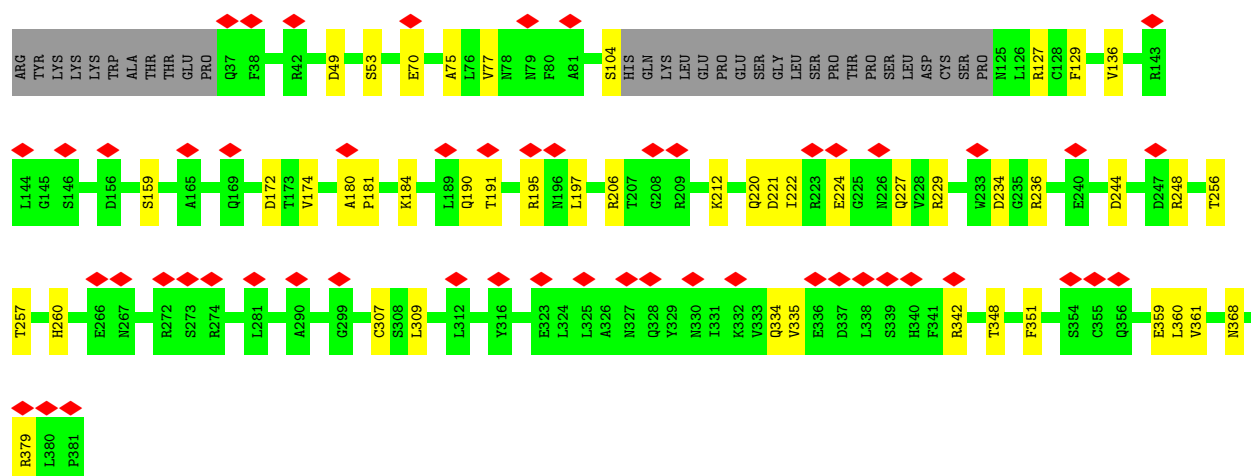 ARG TYR LYS LYS LYS TRP ALA THR THR GLU PRO Q37 F38 R42 D49 S53 E70 A75 L76 V77 N78 N79 F80 A81 S104 HIS GLN LYS LEU GLU PRO GLU SER GLY LEU SER PRO THR PRO SER LEU ASP CYS SER PRO N125 L126 R127 C128 F129 V136 R143
L144 G145 S146 D156 S159 A165 Q169 D172 T173 V174 A180 P181 K184 L189 Q190 T191 R195 N196 L197 R206 T207 G208 R209 K212 Q220 D221 I222 R223 E224 G225 N226 Q227 V228 R229 W233 D234 G235 R236 E240 D244 D247 R248 T256
T257 H260 E266 N267 R272 S273 R274 L281 A290 G299 C307 S308 L309 L312 Y316 E323 L324 L325 A326 N327 Q328 Y329 N330 I331 K332 V333 Q334 V335 E336 D337 L338 S339 H340 F341 R342 T348 F351 S354 C355 Q356 E359 L360 V361 N368
R379 L380 P381